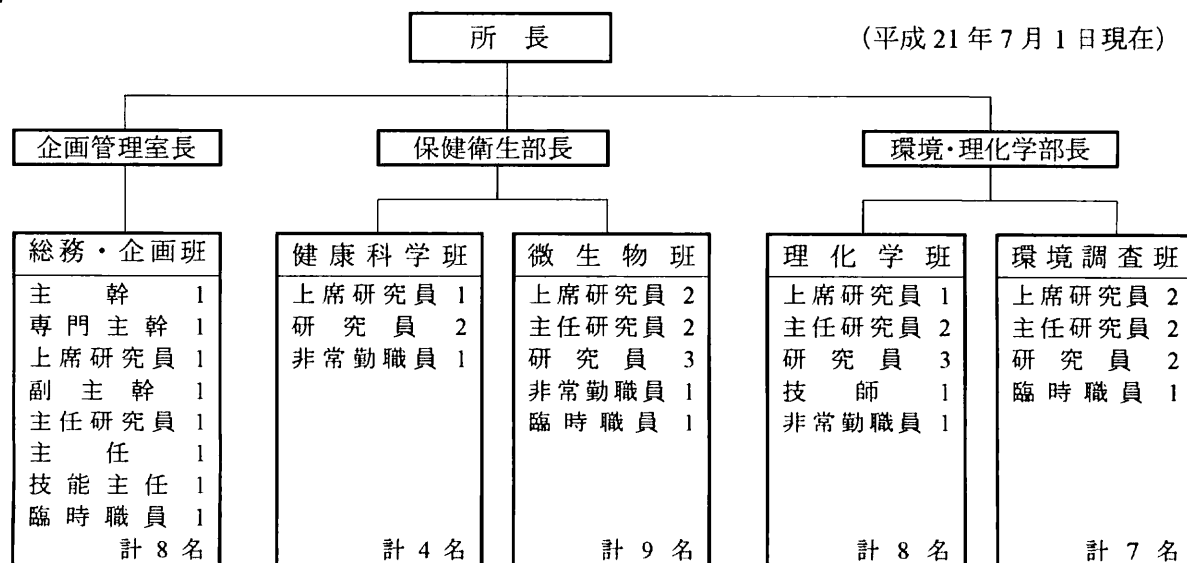 所長
(平成21年7月1日現在)
企画管理室長
保健衛生部長
環境・理化学部長
総務・企画班
主幹 1
専門主幹 1
上席研究員 1
副主幹 1
主任研究員 1
主任 1
技能主任 1
臨時職員 1
計8名
健康科学班
上席研究員 1
研究員 2
非常勤職員 1
計4名
微生物班
上席研究員 2
主任研究員 2
研究員 3
非常勤職員 1
臨時職員 1
計9名
理化学班
上席研究員 1
主任研究員 2
研究員 3
技師 1
非常勤職員 1
計8名
環境調査班
上席研究員 2
主任研究員 2
研究員 2
臨時職員 1
計7名